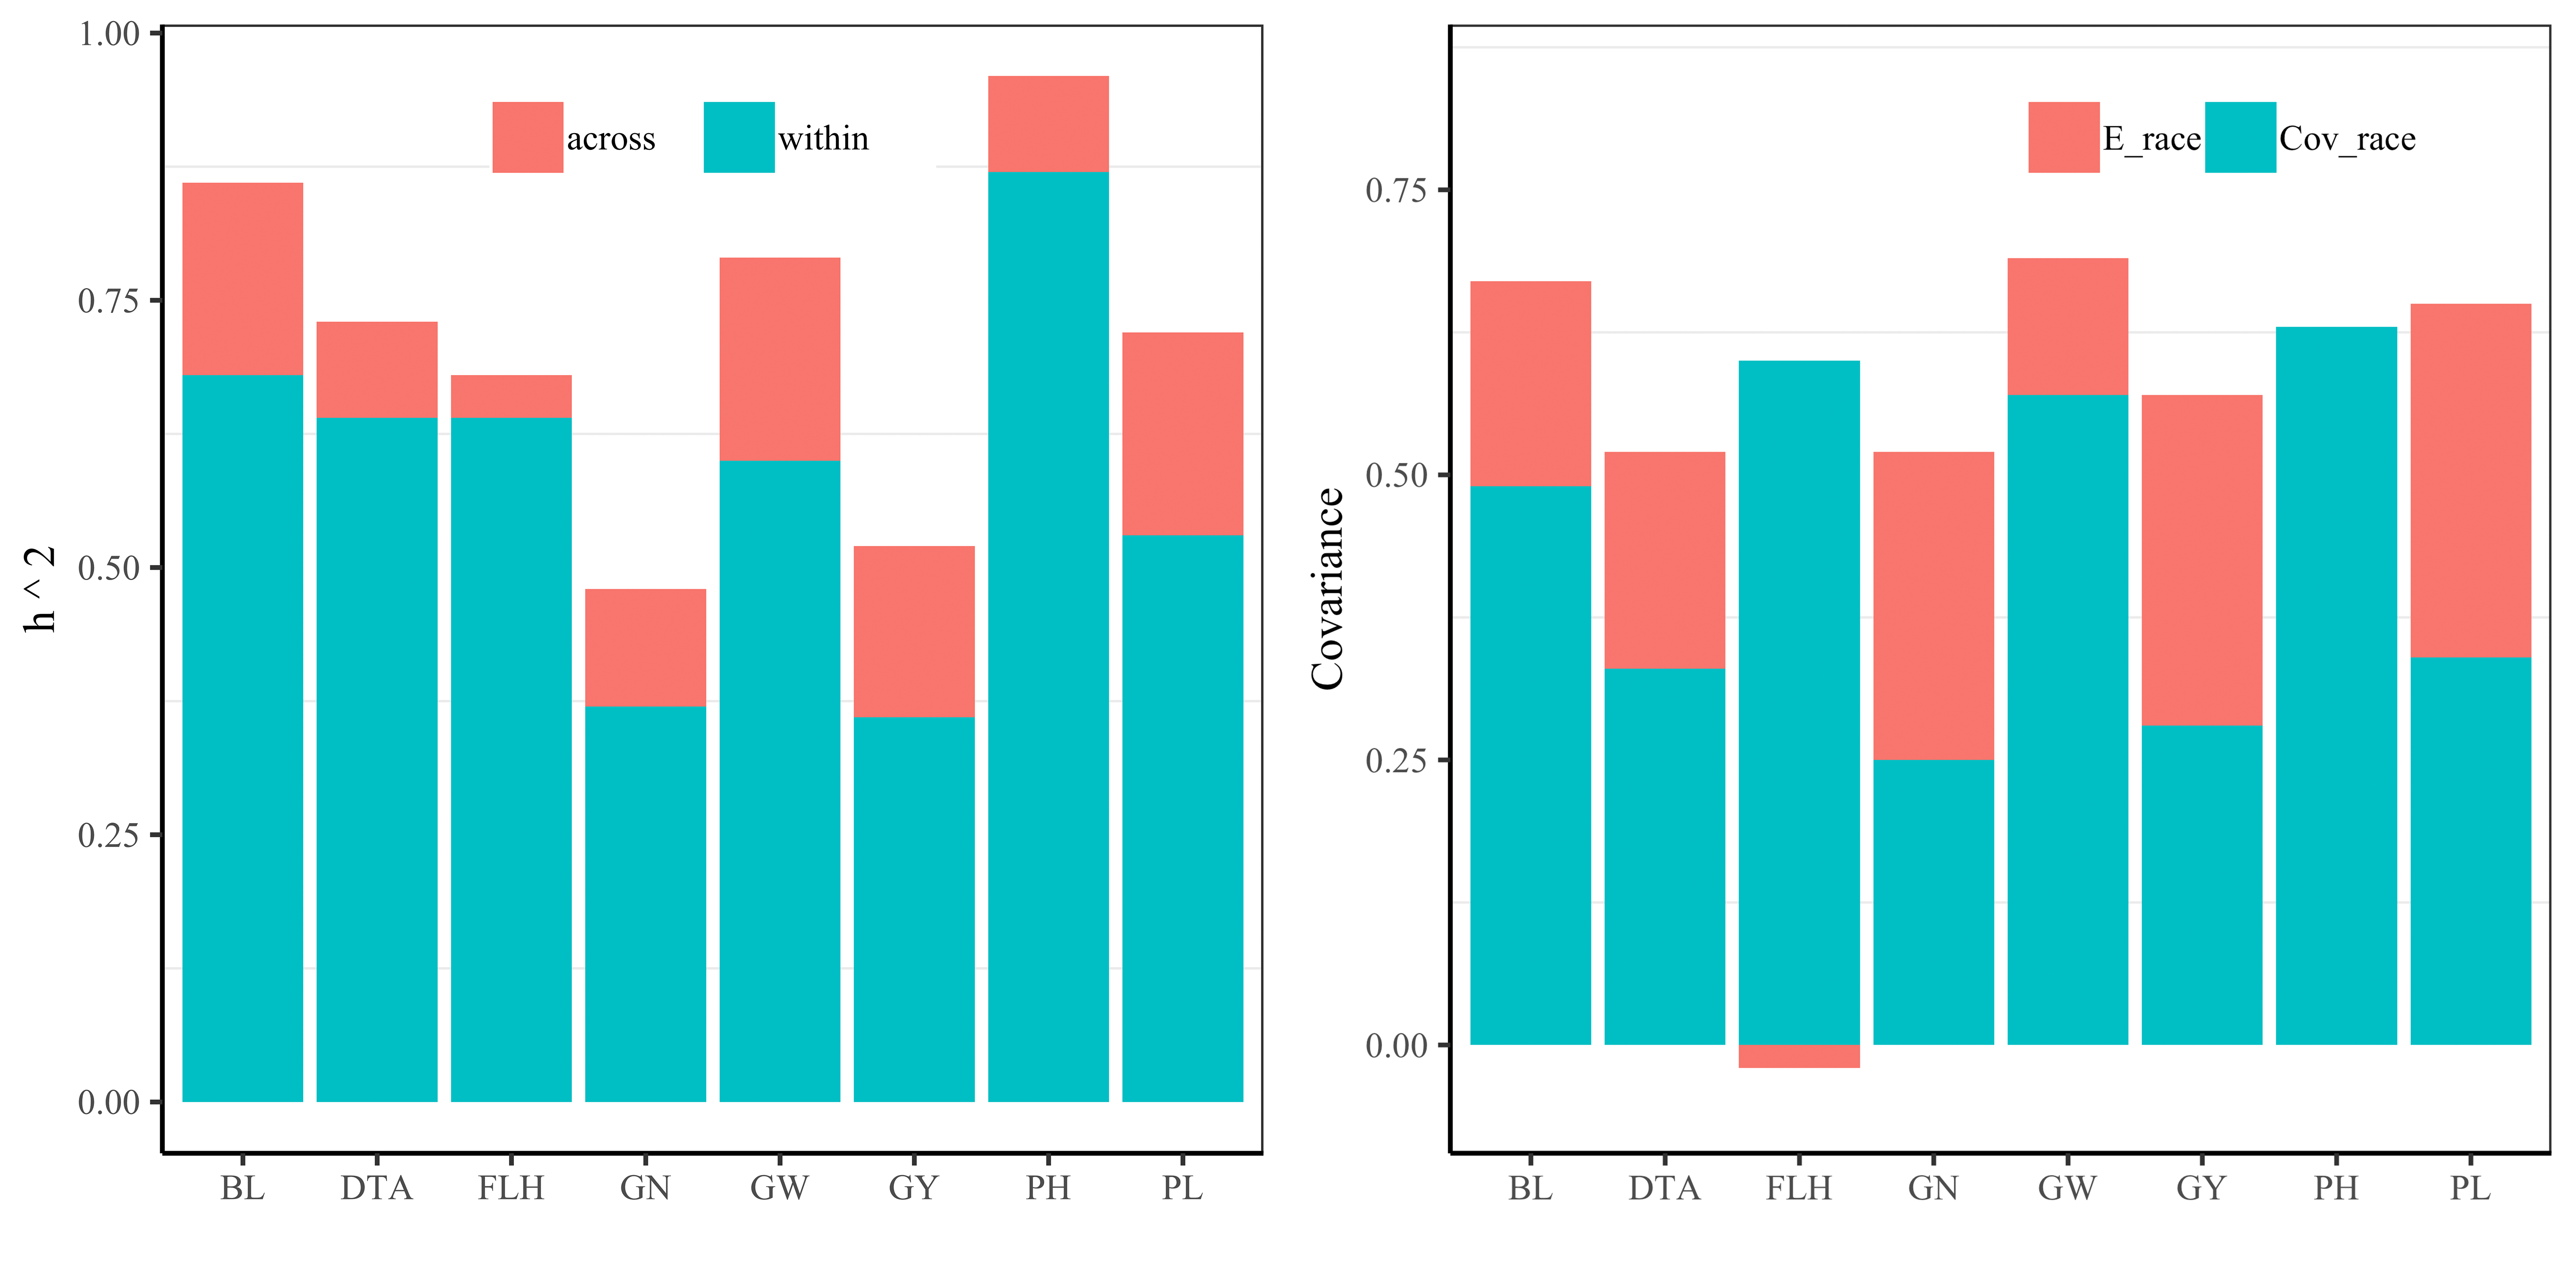 h ^ 2
1.00
0.75
0.50
0.25
0.00
across within
BL DTA FLH GN GW GY PH PL
Covariance
0.75
0.50
0.25
0.00
E_race Cov_race
BL DTA FLH GN GW GY PH PL